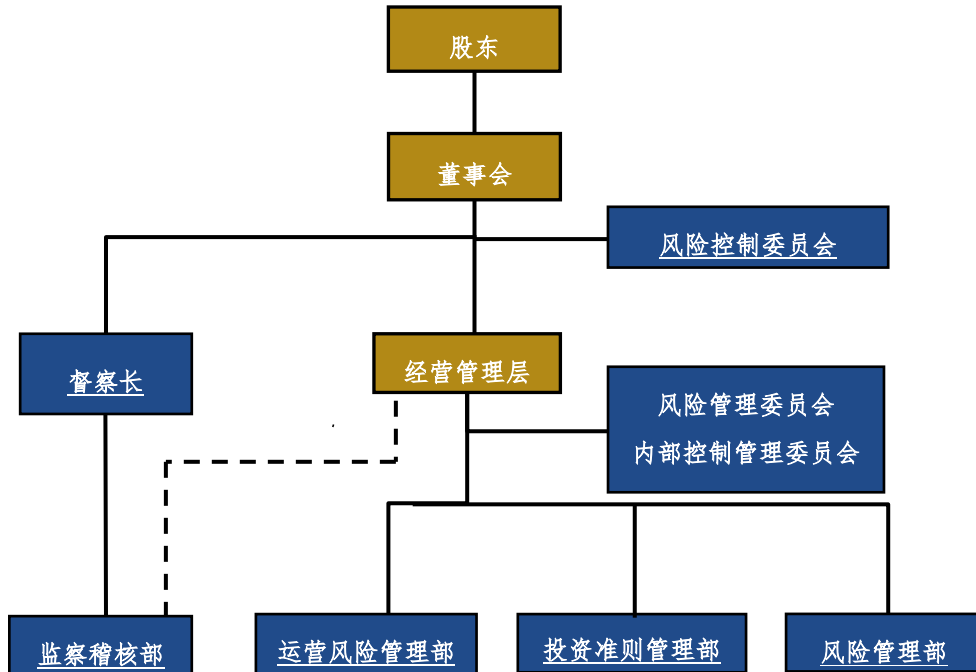 股东
董事会
风险控制委员会
督察长
经营管理层
风险管理委员会
内部控制管理委员会
监察稽核部
运营风险管理部
投资准则管理部
风险管理部